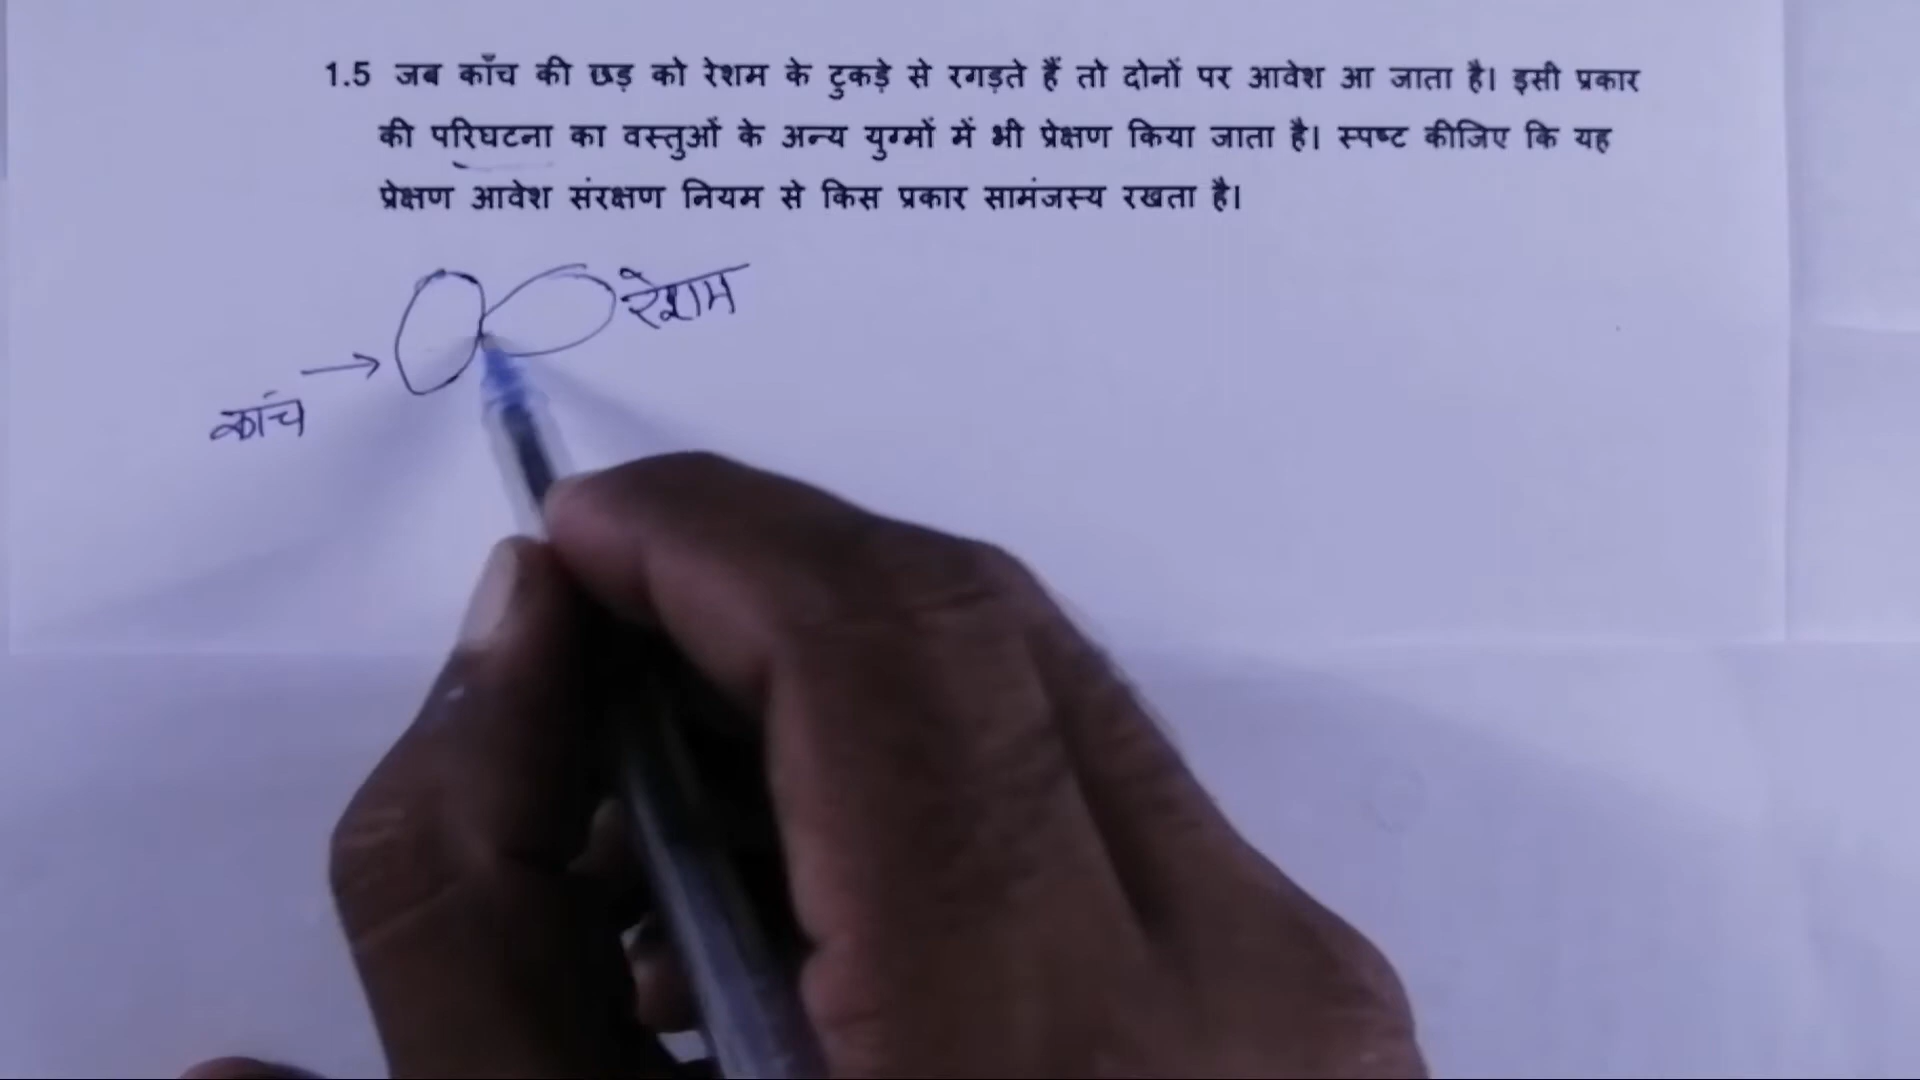 1.5 जब काँच की छड़ को रेशम के टुकड़े से रगड़ते हैं तो दोनों पर आवेश आ जाता है। इसी प्रकार
की परिघटना का वस्तुओं के अन्य युग्मों में भी प्रेक्षण किया जाता है। स्पष्ट कीजिए कि यह
प्रेक्षण आवेश संरक्षण नियम से किस प्रकार सामंजस्य रखता है।
रेशम
कांच